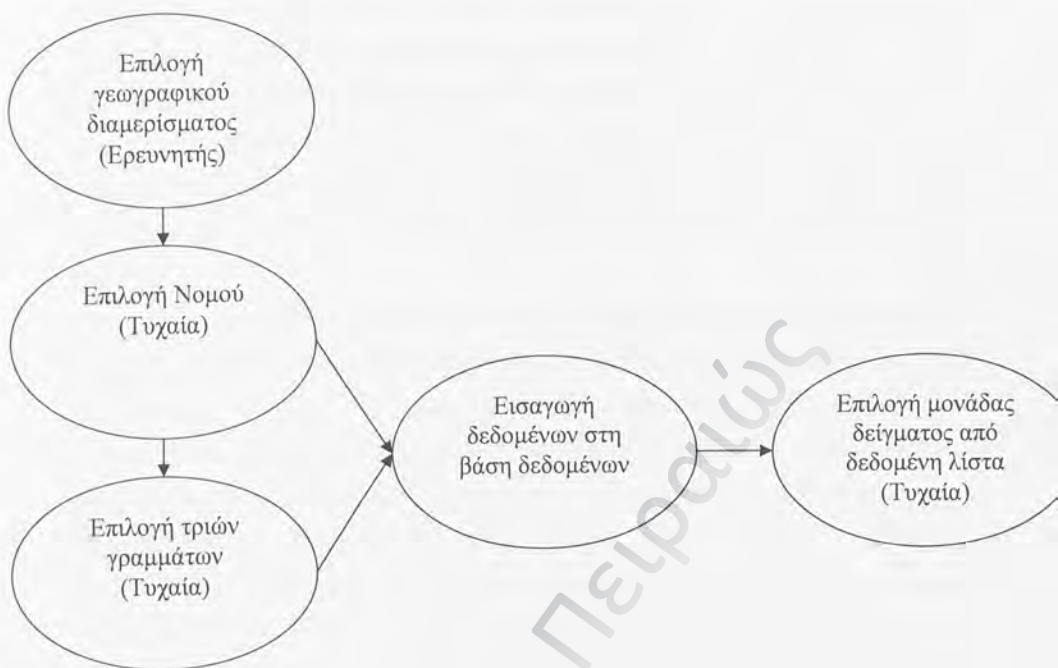 Επιλογή
γεωγραφικού
διαμερίσματος
(Ερευνητής)
Επιλογή Νομού
(Τυχαία)
Επιλογή τριών
γραμμάτων
(Τυχαία)
Εισαγωγή
δεδομένων στη
βάση δεδομένων
Επιλογή μονάδας
δείγματος από
δεδομένη λίστα
(Τυχαία)
Πειραιώς